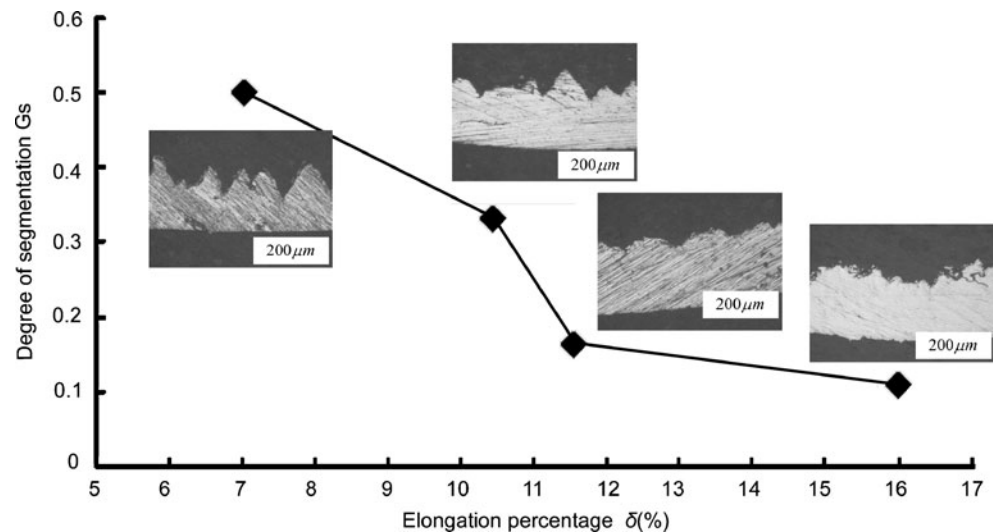 0.6
0.5
0.4
0.3
0.2
0.1
0
Degree of segmentation Gs
200μm
200μm
200μm
200μm
5 6 7 8 9 10 11 12 13 14 15 16 17
Elongation percentage δ(%)